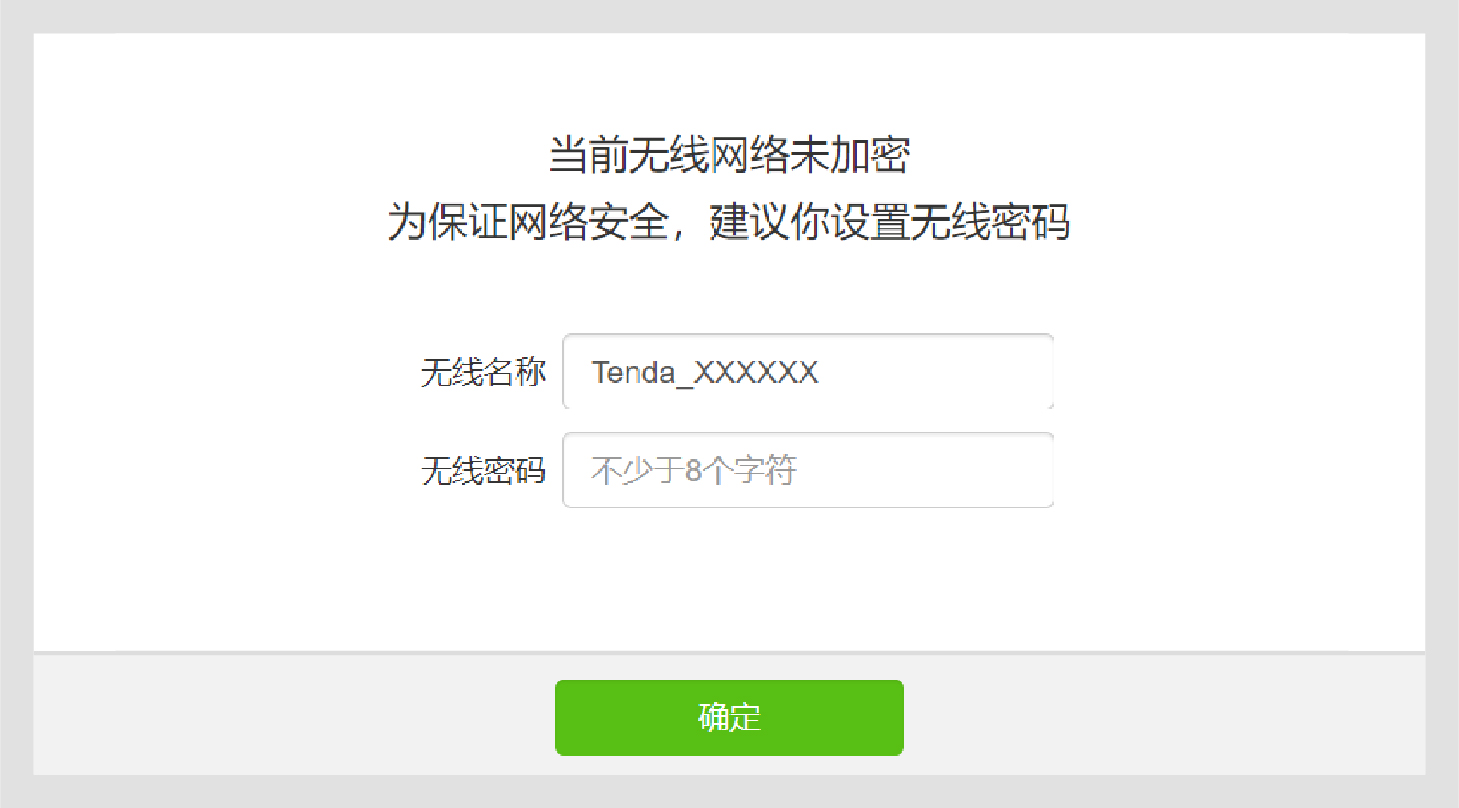 当前无线网络未加密
为保证网络安全，建议你设置无线密码
无线名称 Tenda_XXXXXX
无线密码 不少于8个字符
确定